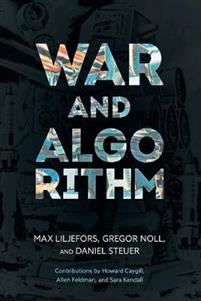 WAR
AND
ALGO
RITHM
MAX LILJEFORS, GREGOR NOLL,
AND DANIEL STEUER
Contributions by Howard Caygill,
Allen Feldman, and Sara Kendall